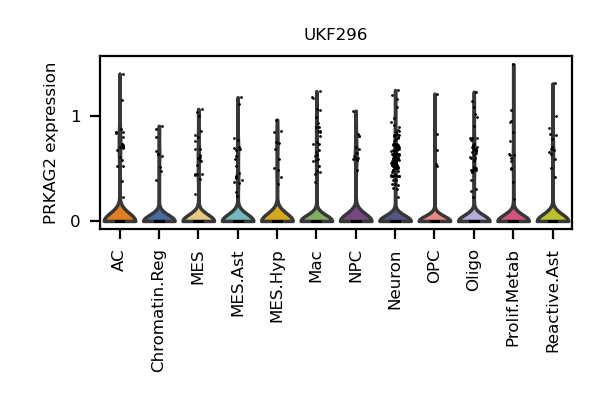 UKF296
PRKAG2 expression
1
0
AC
Chromatin.Reg
MES
MES.Ast
MES.Hyp
Mac
NPC
Neuron
OPC
Oligo
Prolif.Metab
Reactive.Ast